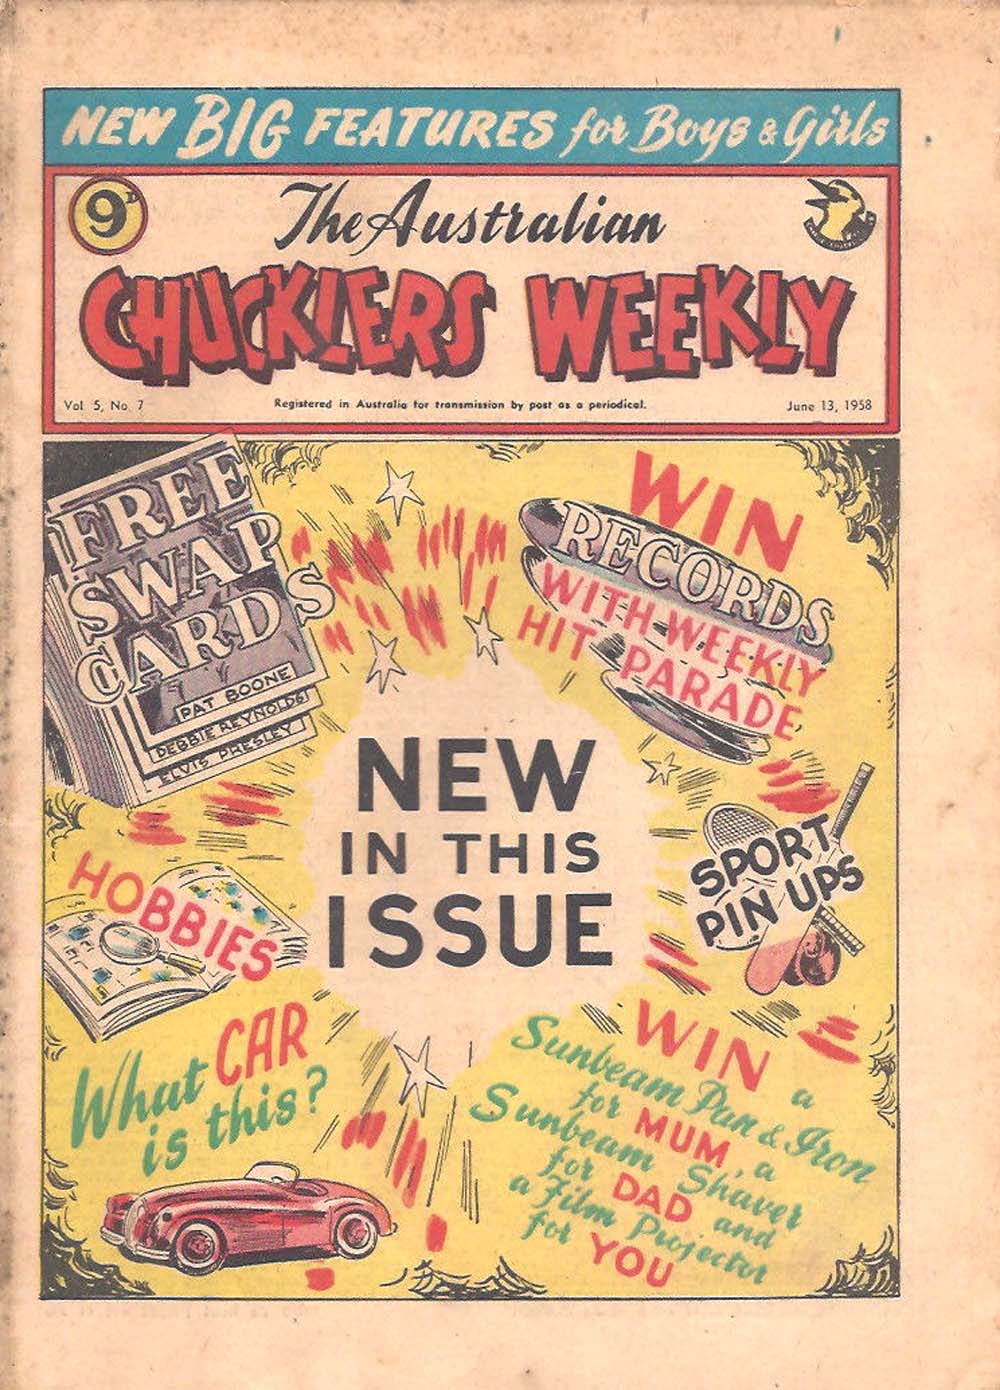 NEW BIG FEATURES for Boys & Girls
9D
The Australian
CHUCKLERS WEEKLY
Vol 5, No. 7
Registered in Australia for transmission by post as a periodical.
June 13, 1958
FREE
SWAP
CARDS
PAT BOONE
DEBBIE REYNOLDS
ELVIS PRESLEY
WIN
RECORDS
WITH WEEKLY
HIT PARADE
NEW
IN THIS
ISSUE
SPORT
PIN UPS
HOBBIES
What CAR
is this?
WIN a
Sunbeam Pan & Iron
for MUM, a
Sunbeam Shaver
for DAD and
a Film Projector
for YOU